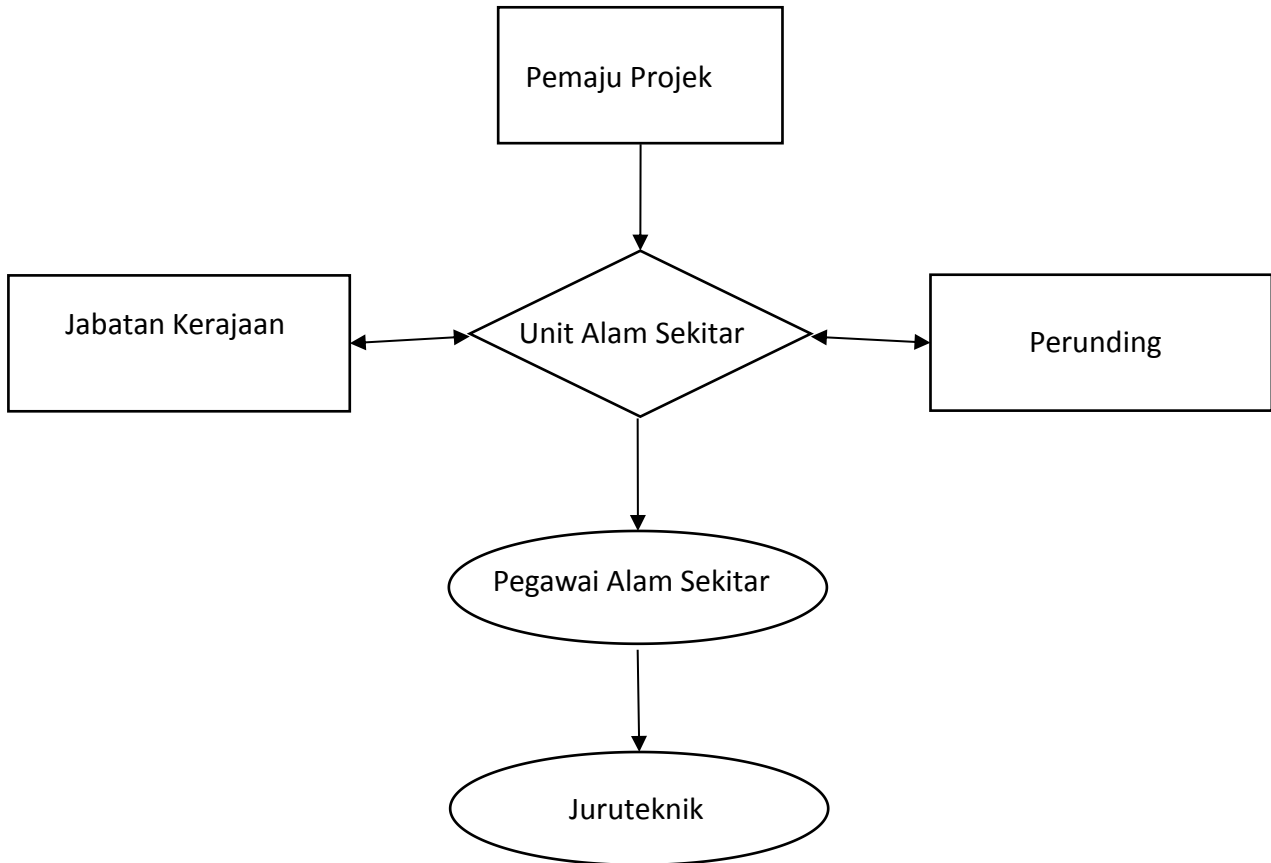 Pemaju Projek
Jabatan Kerajaan
Unit Alam Sekitar
Perunding
Pegawai Alam Sekitar
Juruteknik